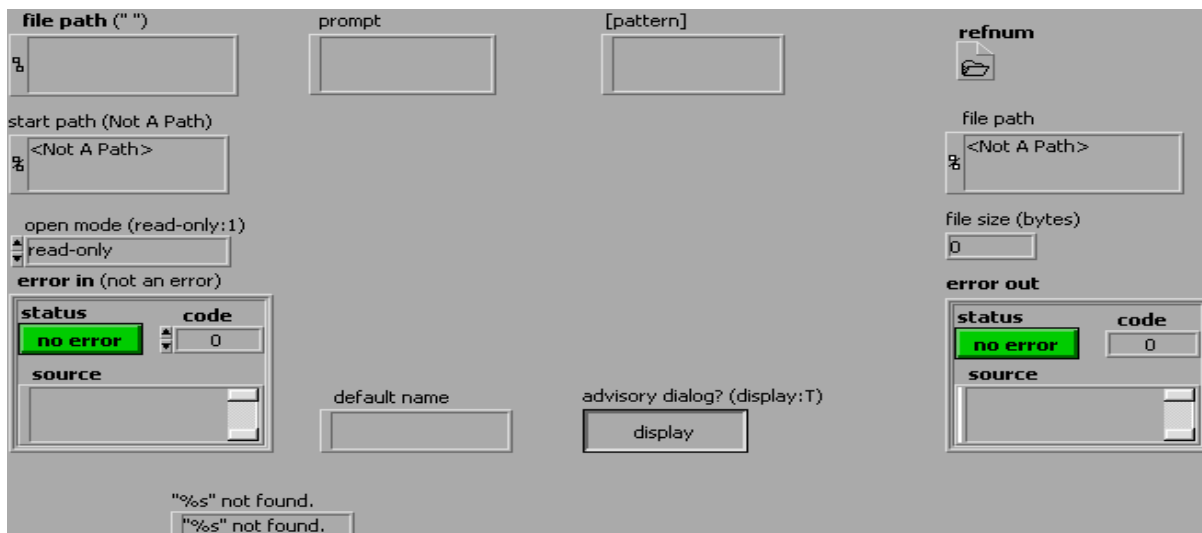 file path (" ")
prompt
[pattern]
refnum
start path (Not A Path)
<Not A Path>
file path
<Not A Path>
open mode (read-only:1)
read-only
file size (bytes)
0
error in (not an error)
status
code
no error
0
source
error out
status
code
no error
0
source
default name
advisory dialog? (display:T)
display
"%s" not found.
"%s" not found.